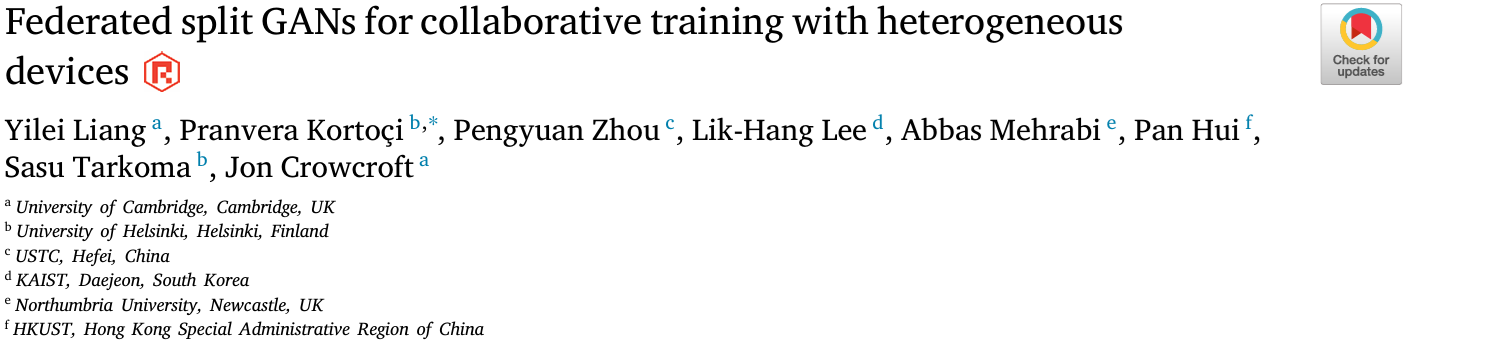 Federated split GANs for collaborative training with heterogeneous
devices R
Check for
updates
Yilei Liang a, Pranvera Kortoçi b,*, Pengyuan Zhou c, Lik-Hang Lee d, Abbas Mehrabi e, Pan Hui f,
Sasu Tarkoma b, Jon Crowcroft a
a University of Cambridge, Cambridge, UK
b University of Helsinki, Helsinki, Finland
c USTC, Hefei, China
d KAIST, Daejeon, South Korea
e Northumbria University, Newcastle, UK
f HKUST, Hong Kong Special Administrative Region of China